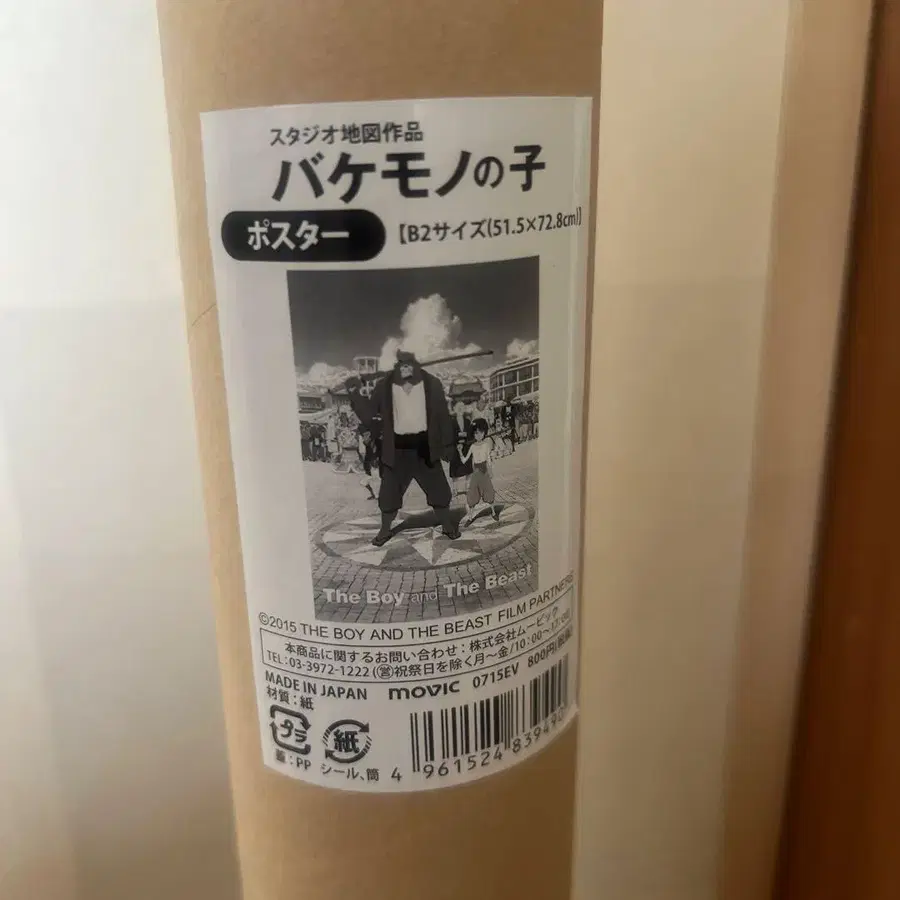 スタジオ地図作品
バケモノの子
ポスター 【B2サイズ(51.5×72.8cm)】
The Boy and The Beast
©2015 THE BOY AND THE BEAST FILM PARTNERS
本商品に関するお問い合わせ:株式会社ムービック
TEL:03-3972-1222 (営)祝祭日を除く月〜金/10:00〜17:00
MADE IN JAPAN movic 0715EV 800円(税抜)
材質:紙
プラ 紙
:PP シール、筒
4 961524 839490